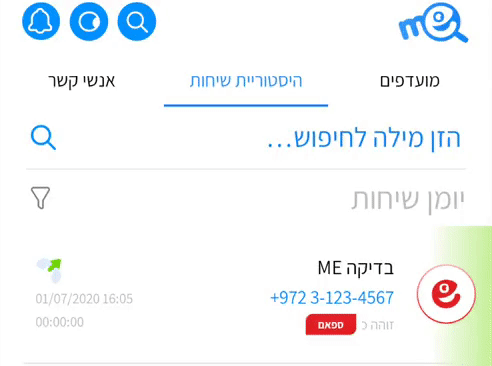 me
מועדפים
היסטוריית שיחות
אנשי קשר
הזן מילה לחיפוש...
יומן שיחות
בדיקה ME
+972 3-123-4567
01/07/2020 16:05
זוהה כ ספאם
00:00:00